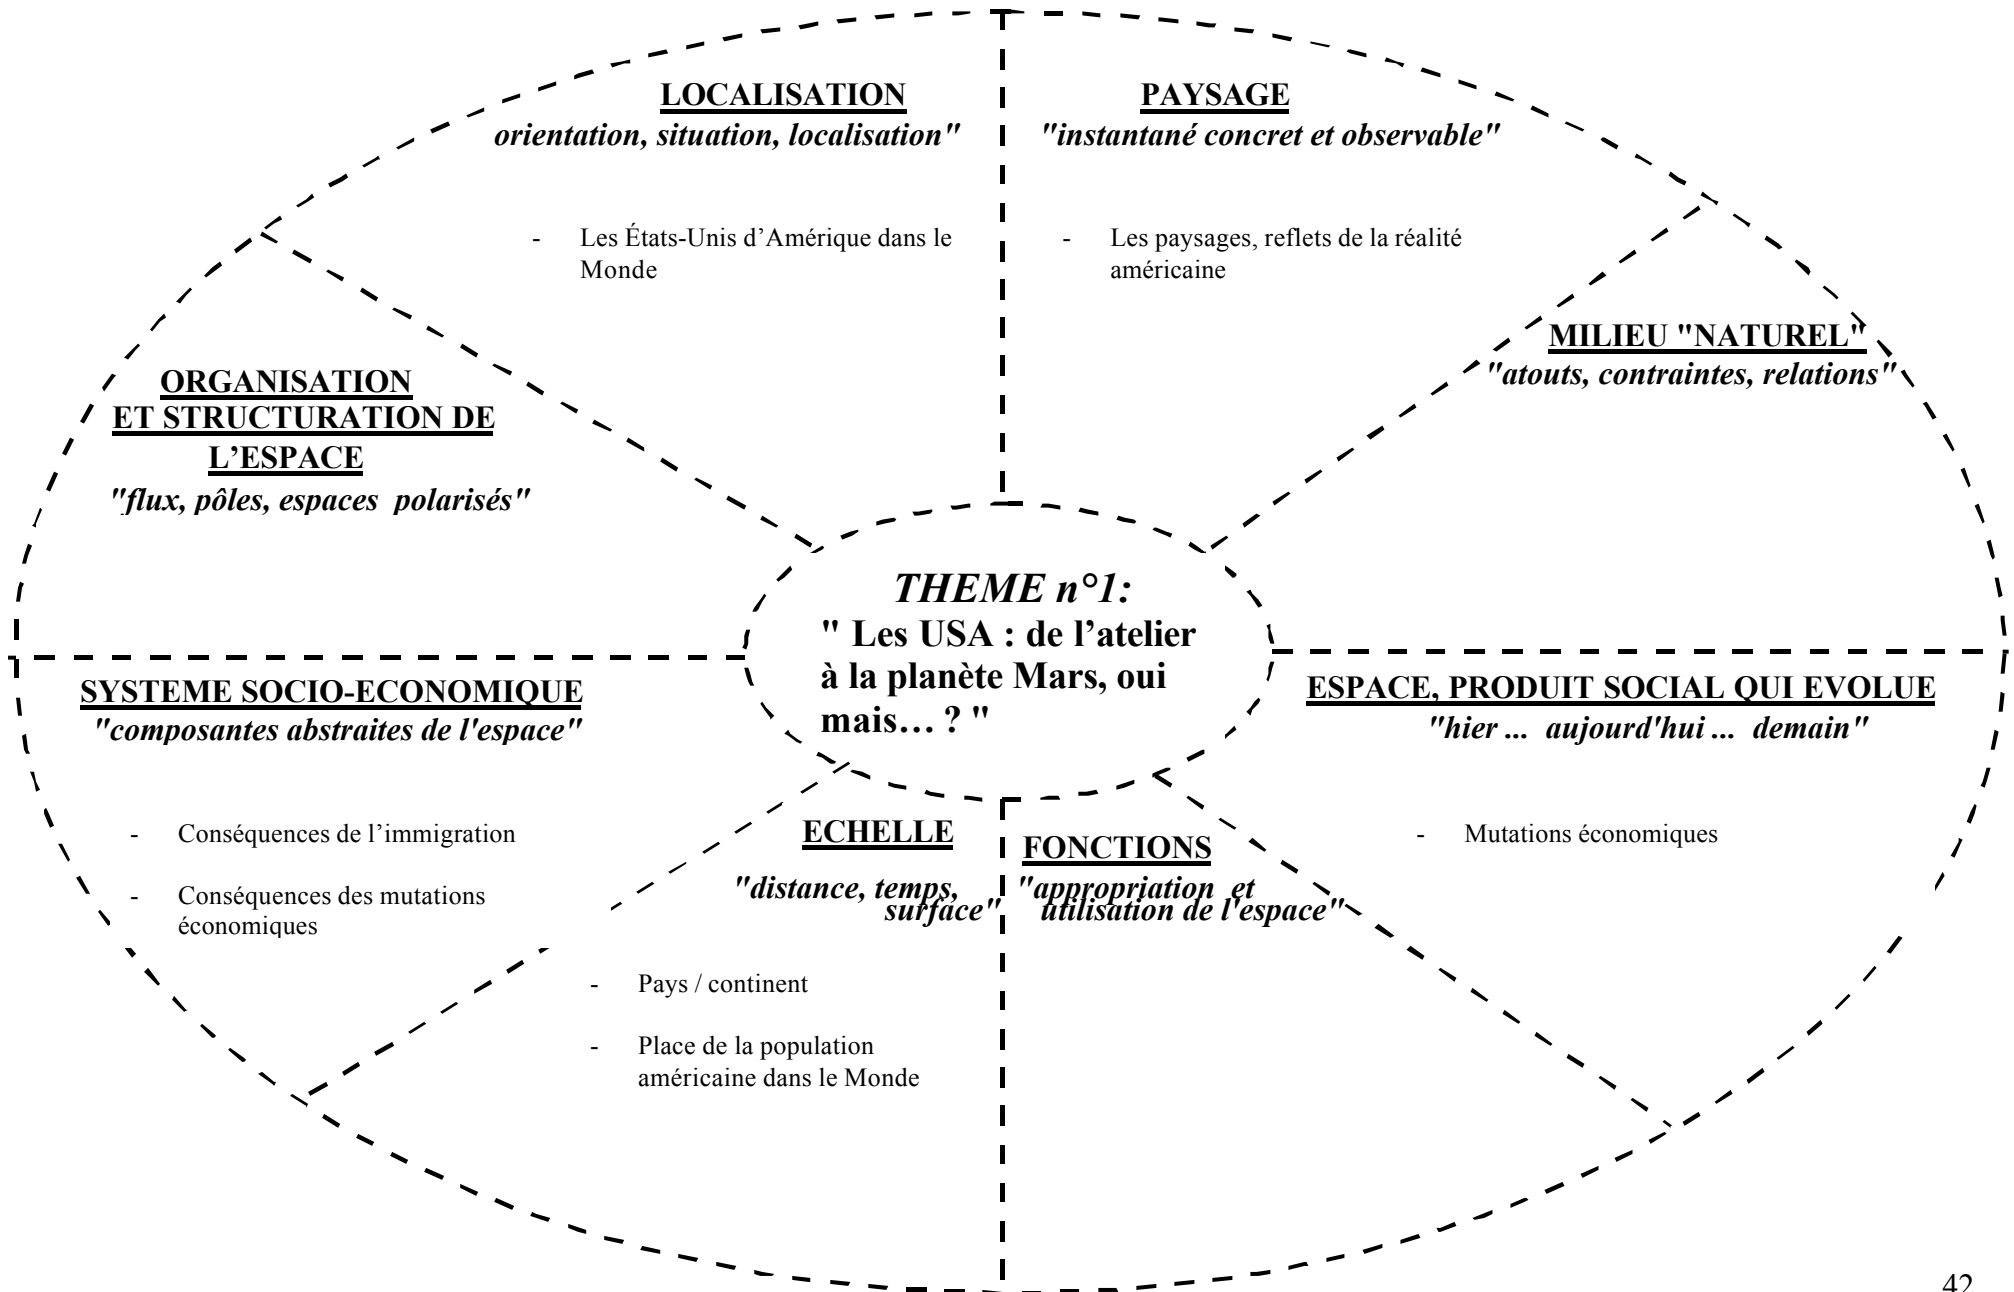 LOCALISATION
orientation, situation, localisation"
- Les États-Unis d’Amérique dans le
Monde
PAYSAGE
"instantané concret et observable"
- Les paysages, reflets de la réalité
américaine
MILIEU "NATUREL"
"atouts, contraintes, relations"
ORGANISATION
ET STRUCTURATION DE
L’ESPACE
"flux, pôles, espaces polarisés"
THEME n°1:
" Les USA : de l’atelier
à la planète Mars, oui
mais… ? "
SYSTEME SOCIO-ECONOMIQUE
"composantes abstraites de l'espace"
- Conséquences de l’immigration
- Conséquences des mutations
économiques
ESPACE, PRODUIT SOCIAL QUI EVOLUE
"hier ... aujourd'hui ... demain"
- Mutations économiques
ECHELLE
"distance, temps,
surface"
- Pays / continent
- Place de la population
américaine dans le Monde
FONCTIONS
"appropriation et
utilisation de l'espace"
42